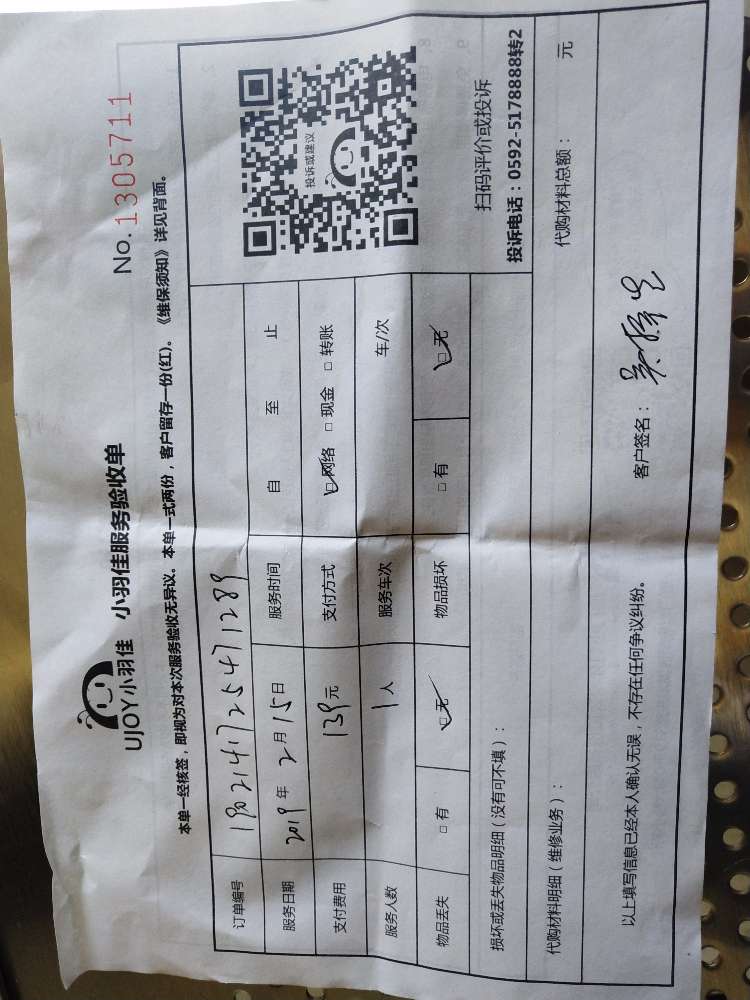 UJOY小羽佳 小羽佳服务验收单
No. 1305711
本单一经核签，即视为对本次服务验收无异议。本单一式两份，客户留存一份(红)。《维保须知》详见背面。
订单编号 1902141725471289
服务日期 2019年 2月 15日 服务时间 自 至 止
支付费用 139元 支付方式 ☑网络 □现金 □转账
服务人数 1人 服务车次 车/次
物品丢失 □有 ☑无 物品损坏 □有 ☑无
投诉或建议
扫码评价或投诉
投诉电话：0592-5178888转2
损坏或丢失物品明细（没有可不填）：
代购材料明细（维修业务）： 代购材料总额： 元
以上填写信息已经本人确认无误，不存在任何争议纠纷。 客户签名：